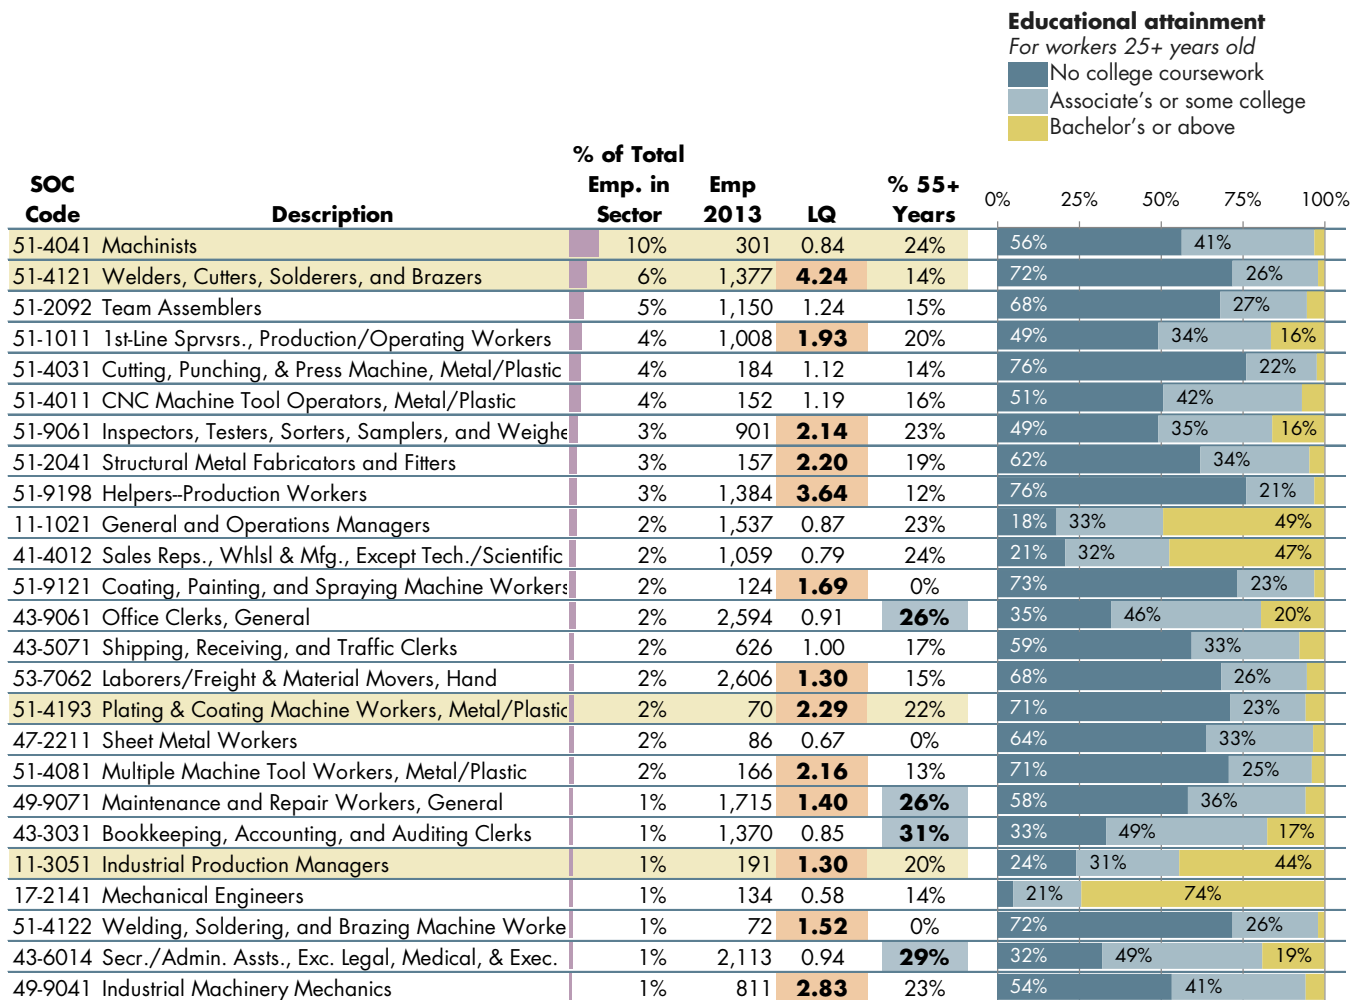 Educational attainment
For workers 25+ years old
No college coursework
Associate's or some college
Bachelor's or above
% of Total
SOC Emp. in Emp % 55+
Code Description Sector 2013 LQ Years 0% 25% 50% 75% 100%
51-4041 Machinists 10% 301 0.84 24% 56% 41%
51-4121 Welders, Cutters, Solderers, and Brazers 6% 1,377 4.24 14% 72% 26%
51-2092 Team Assemblers 5% 1,150 1.24 15% 68% 27%
51-1011 1st-Line Sprvsrs., Production/Operating Workers 4% 1,008 1.93 20% 49% 34% 16%
51-4031 Cutting, Punching, & Press Machine, Metal/Plastic 4% 184 1.12 14% 76% 22%
51-4011 CNC Machine Tool Operators, Metal/Plastic 4% 152 1.19 16% 51% 42%
51-9061 Inspectors, Testers, Sorters, Samplers, and Weighe 3% 901 2.14 23% 49% 35% 16%
51-2041 Structural Metal Fabricators and Fitters 3% 157 2.20 19% 62% 34%
51-9198 Helpers--Production Workers 3% 1,384 3.64 12% 76% 21%
11-1021 General and Operations Managers 2% 1,537 0.87 23% 18% 33% 49%
41-4012 Sales Reps., Whlsl & Mfg., Except Tech./Scientific 2% 1,059 0.79 24% 21% 32% 47%
51-9121 Coating, Painting, and Spraying Machine Workers 2% 124 1.69 0% 73% 23%
43-9061 Office Clerks, General 2% 2,594 0.91 26% 35% 46% 20%
43-5071 Shipping, Receiving, and Traffic Clerks 2% 626 1.00 17% 59% 33%
53-7062 Laborers/Freight & Material Movers, Hand 2% 2,606 1.30 15% 68% 26%
51-4193 Plating & Coating Machine Workers, Metal/Plastic 2% 70 2.29 22% 71% 23%
47-2211 Sheet Metal Workers 2% 86 0.67 0% 64% 33%
51-4081 Multiple Machine Tool Workers, Metal/Plastic 2% 166 2.16 13% 71% 25%
49-9071 Maintenance and Repair Workers, General 1% 1,715 1.40 26% 58% 36%
43-3031 Bookkeeping, Accounting, and Auditing Clerks 1% 1,370 0.85 31% 33% 49% 17%
11-3051 Industrial Production Managers 1% 191 1.30 20% 24% 31% 44%
17-2141 Mechanical Engineers 1% 134 0.58 14% 21% 74%
51-4122 Welding, Soldering, and Brazing Machine Worke 1% 72 1.52 0% 72% 26%
43-6014 Secr./Admin. Assts., Exc. Legal, Medical, & Exec. 1% 2,113 0.94 29% 32% 49% 19%
49-9041 Industrial Machinery Mechanics 1% 811 2.83 23% 54% 41%